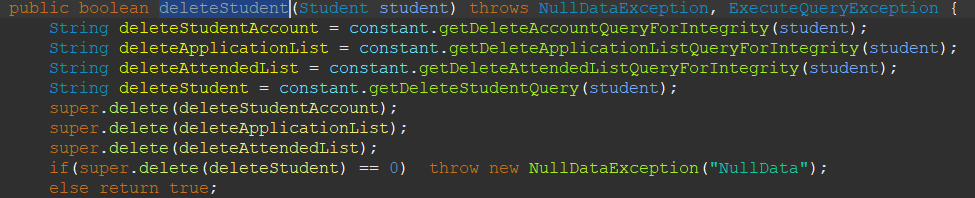 public boolean deleteStudent(Student student) throws NullDataException, ExecuteQueryException {
String deleteStudentAccount = constant.getDeleteAccountQueryForIntegrity(student);
String deleteApplicationList = constant.getDeleteApplicationListQueryForIntegrity(student);
String deleteAttendedList = constant.getDeleteAttendedListQueryForIntegrity(student);
String deleteStudent = constant.getDeleteStudentQuery(student);
super.delete(deleteStudentAccount);
super.delete(deleteApplicationList);
super.delete(deleteAttendedList);
if(super.delete(deleteStudent) == 0)  throw new NullDataException("NullData");
else return true;